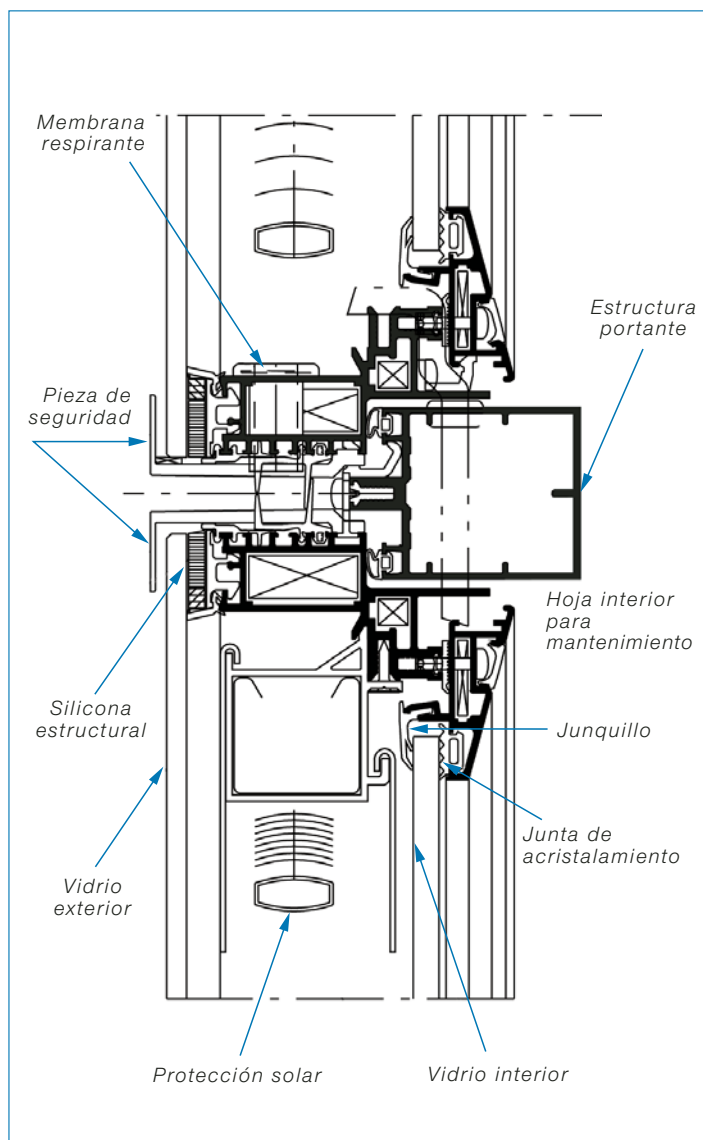 Membrana
respirante
Estructura
portante
Pieza de
seguridad
Hoja interior
para
mantenimiento
Silicona
estructural
Junquillo
Junta de
acristalamiento
Vidrio
exterior
Protección solar
Vidrio interior